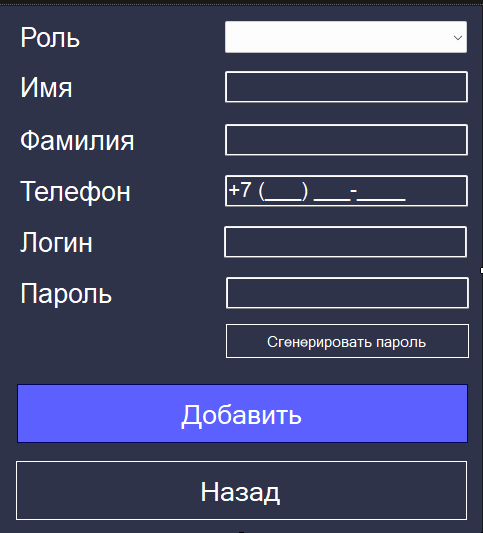 Роль
Имя
Фамилия
Телефон +7 (___) ___-____
Логин
Пароль
Сгенерировать пароль
Добавить
Назад